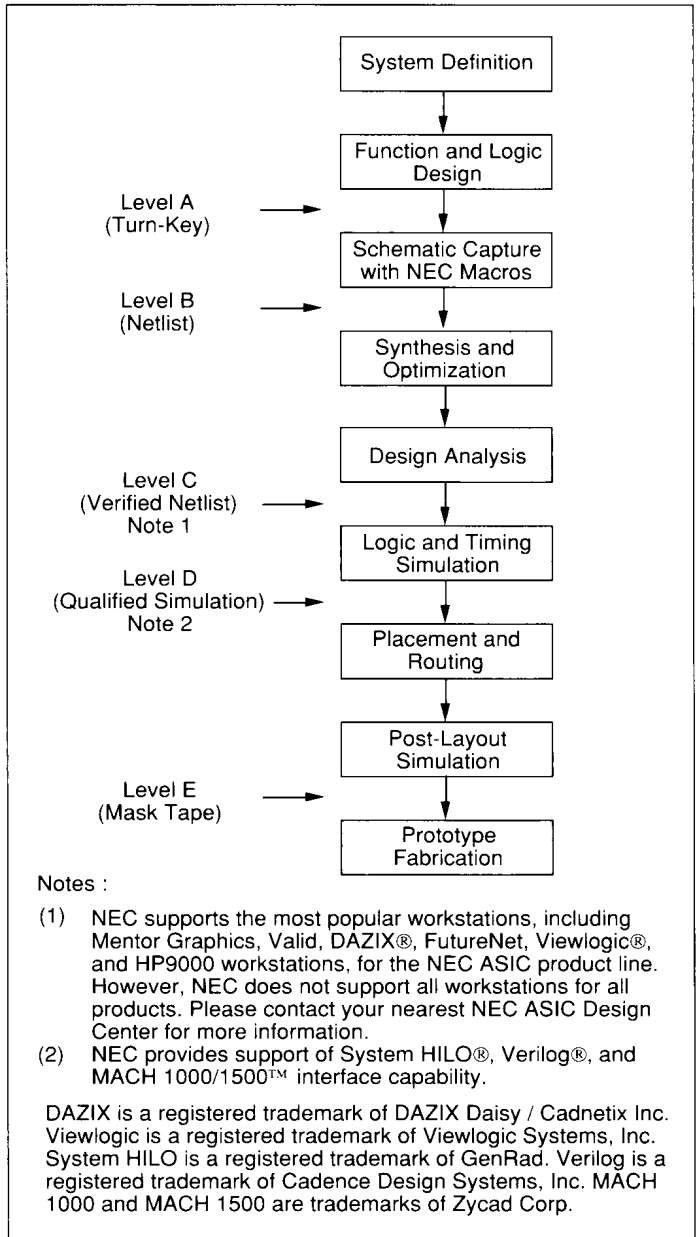 System Definition
Function and Logic
Design
Level A
(Turn-Key)
Schematic Capture
with NEC Macros
Level B
(Netlist)
Synthesis and
Optimization
Design Analysis
Level C
(Verified Netlist)
Note 1
Logic and Timing
Simulation
Level D
(Qualified Simulation)
Note 2
Placement and
Routing
Post-Layout
Simulation
Level E
(Mask Tape)
Prototype
Fabrication
Notes :
(1) NEC supports the most popular workstations, including
Mentor Graphics, Valid, DAZIX®, FutureNet, Viewlogic®,
and HP9000 workstations, for the NEC ASIC product line.
However, NEC does not support all workstations for all
products. Please contact your nearest NEC ASIC Design
Center for more information.
(2) NEC provides support of System HILO®, Verilog®, and
MACH 1000/1500™ interface capability.
DAZIX is a registered trademark of DAZIX Daisy / Cadnetix Inc.
Viewlogic is a registered trademark of Viewlogic Systems, Inc.
System HILO is a registered trademark of GenRad. Verilog is a
registered trademark of Cadence Design Systems, Inc. MACH
1000 and MACH 1500 are trademarks of Zycad Corp.